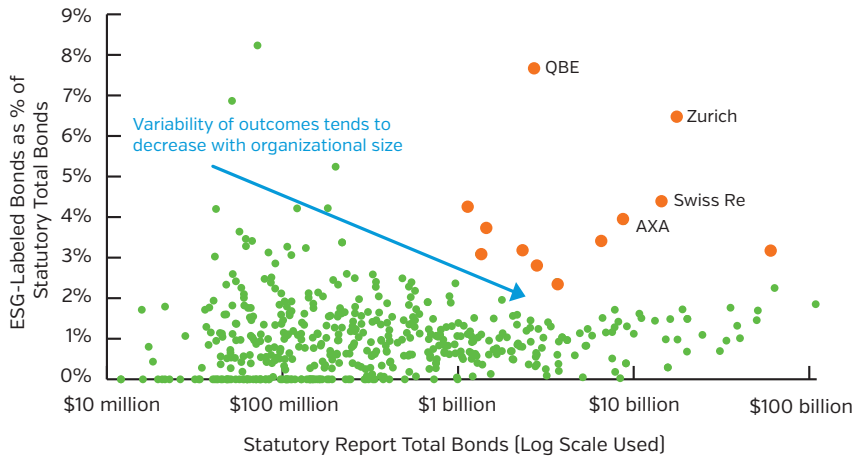 9%
8%
7%
6%
5%
4%
3%
2%
1%
0%
ESG-Labeled Bonds as % of
Statutory Total Bonds
Variability of outcomes tends to
decrease with organizational size
QBE
Zurich
Swiss Re
AXA
$10 million
$100 million
$1 billion
$10 billion
$100 billion
Statutory Report Total Bonds (Log Scale Used)